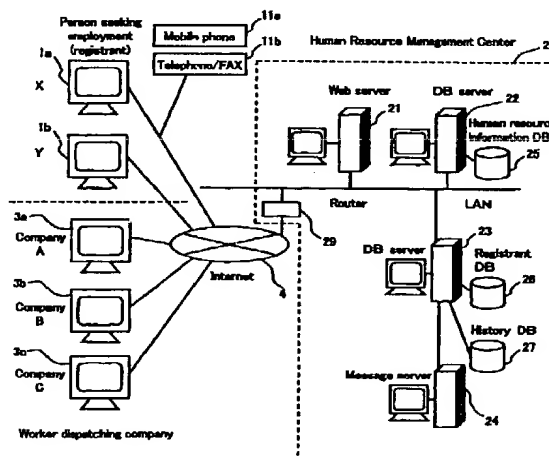 Person seeking
employment
(registrant)
11a
Mobile phone
11b
Telephone/FAX
1a
X
1b
Y
Human Resource Management Center
2
Web server
21
DB server
22
Human resource
Information DB
25
Router
LAN
29
3a
Company
A
Internet
4
3b
Company
B
3c
Company
C
DB server
23
Registrant
DB
26
History DB
27
Message server
24
Worker dispatching company